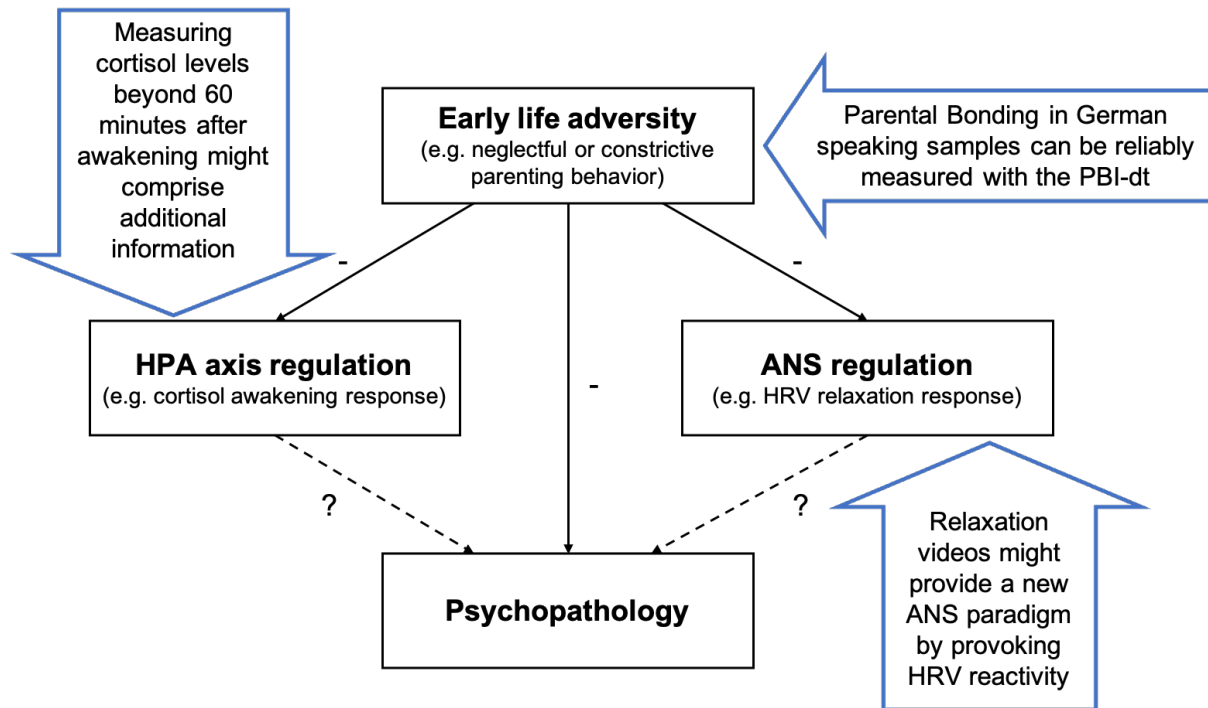 Measuring
cortisol levels
beyond 60
minutes after
awakening might
comprise
additional
information
Early life adversity
(e.g. neglectful or constrictive
parenting behavior)
Parental Bonding in German
speaking samples can be reliably
measured with the PBI-dt
-
-
HPA axis regulation
(e.g. cortisol awakening response)
-
ANS regulation
(e.g. HRV relaxation response)
?
?
Psychopathology
Relaxation
videos might
provide a new
ANS paradigm
by provoking
HRV reactivity